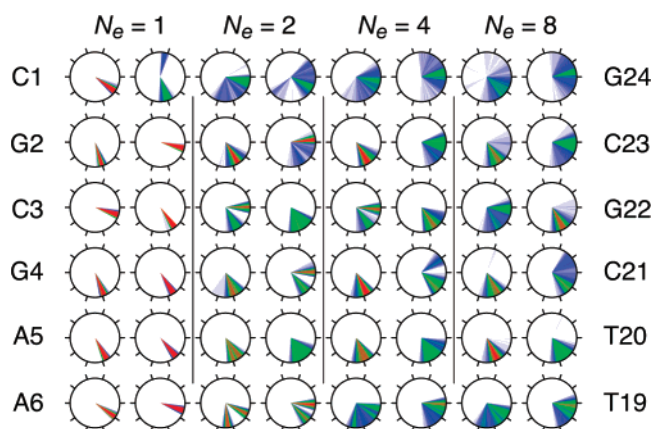 Nₑ = 1 Nₑ = 2 Nₑ = 4 Nₑ = 8
C1 G24
G2 C23
C3 G22
G4 C21
A5 T20
A6 T19